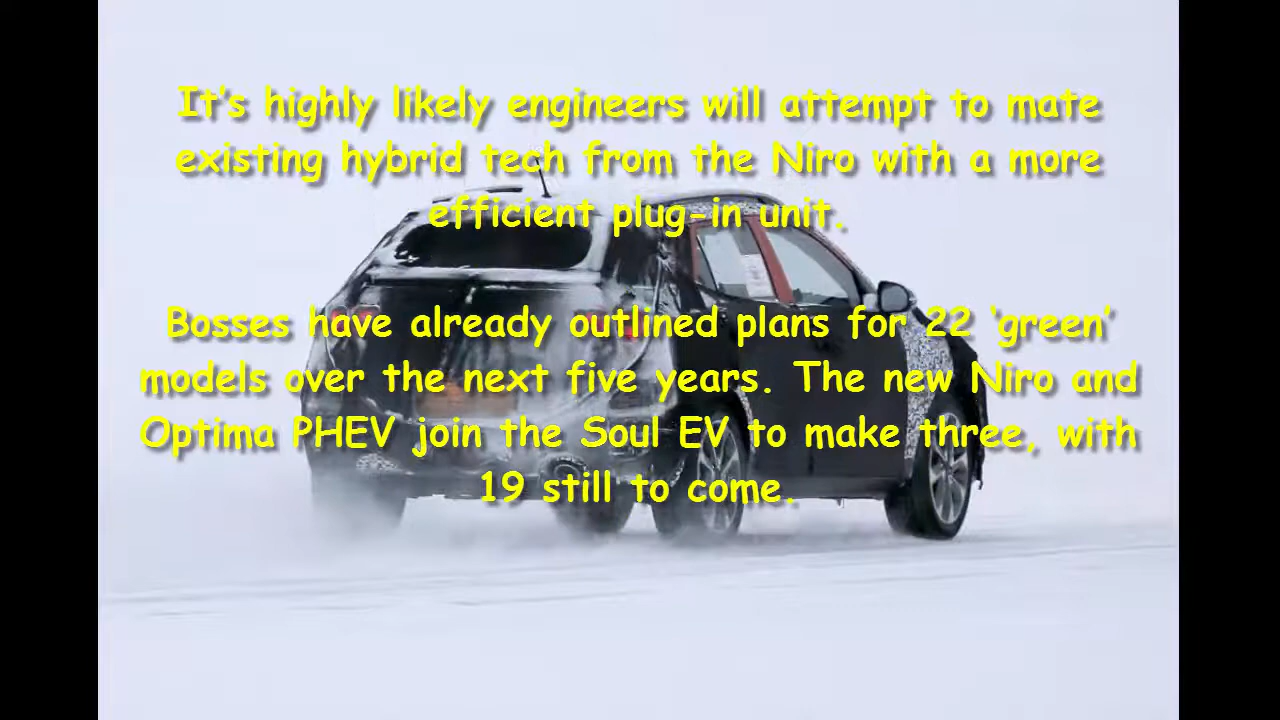 It's highly likely engineers will attempt to mate
existing hybrid tech from the Niro with a more
efficient plug-in unit.
Bosses have already outlined plans for 22 ‘green’
models over the next five years. The new Niro and
Optima PHEV join the Soul EV to make three, with
19 still to come.